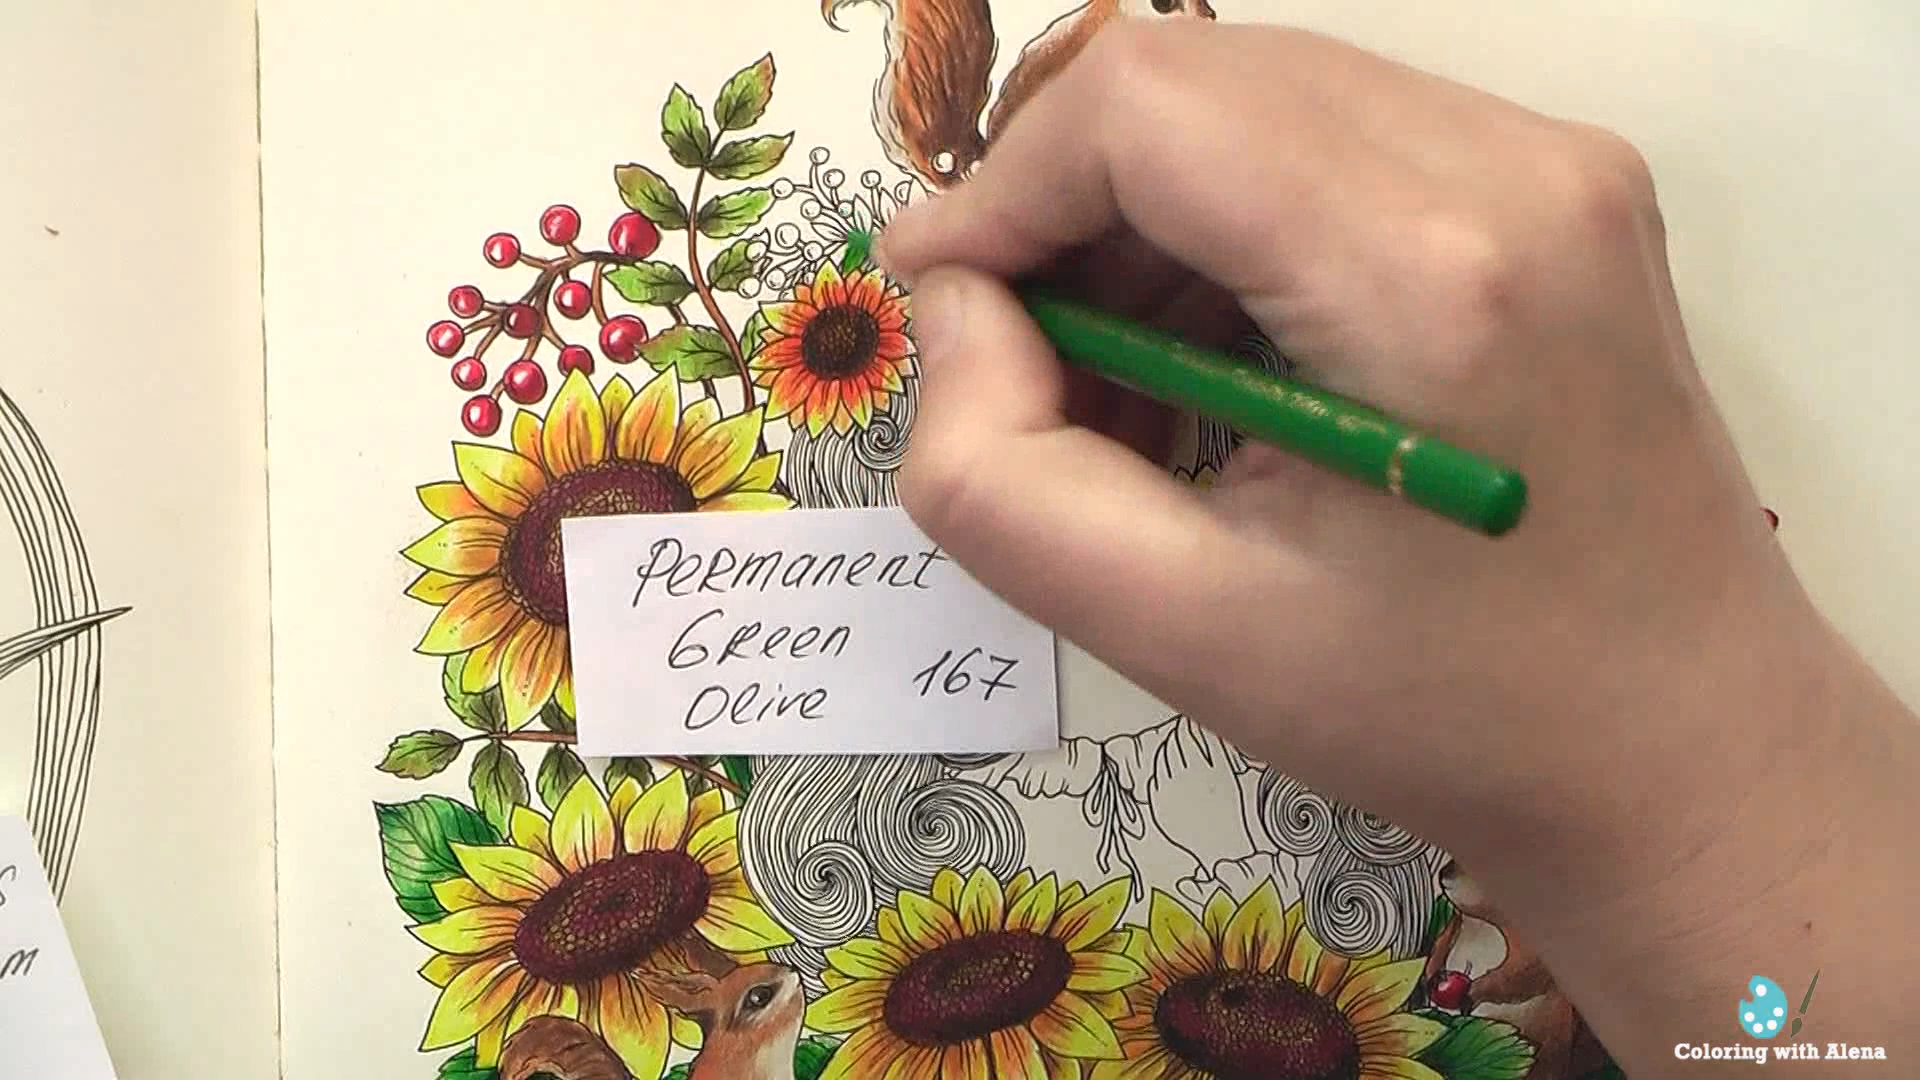 Permanent
Green
Olive 167
s
m
Coloring with Alena